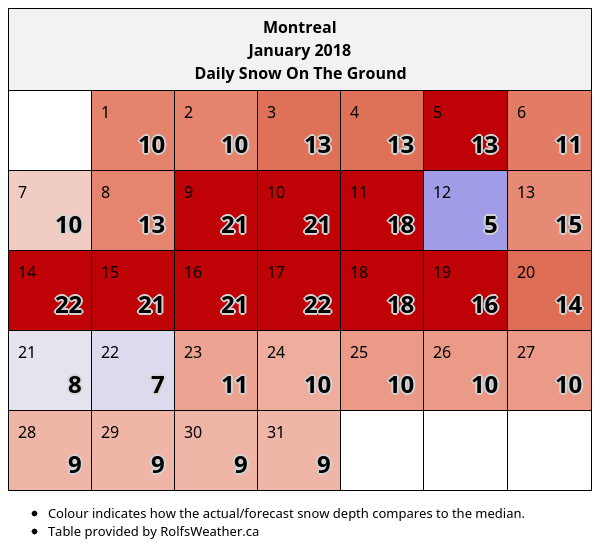 Montreal
January 2018
Daily Snow On The Ground
1 2 3 4 5 6
10 10 13 13 13 11
7 8 9 10 11 12 13
10 13 21 21 18 5 15
14 15 16 17 18 19 20
22 21 21 22 18 16 14
21 22 23 24 25 26 27
8 7 11 10 10 10 10
28 29 30 31
9 9 9 9
• Colour indicates how the actual/forecast snow depth compares to the median.
• Table provided by RolfsWeather.ca